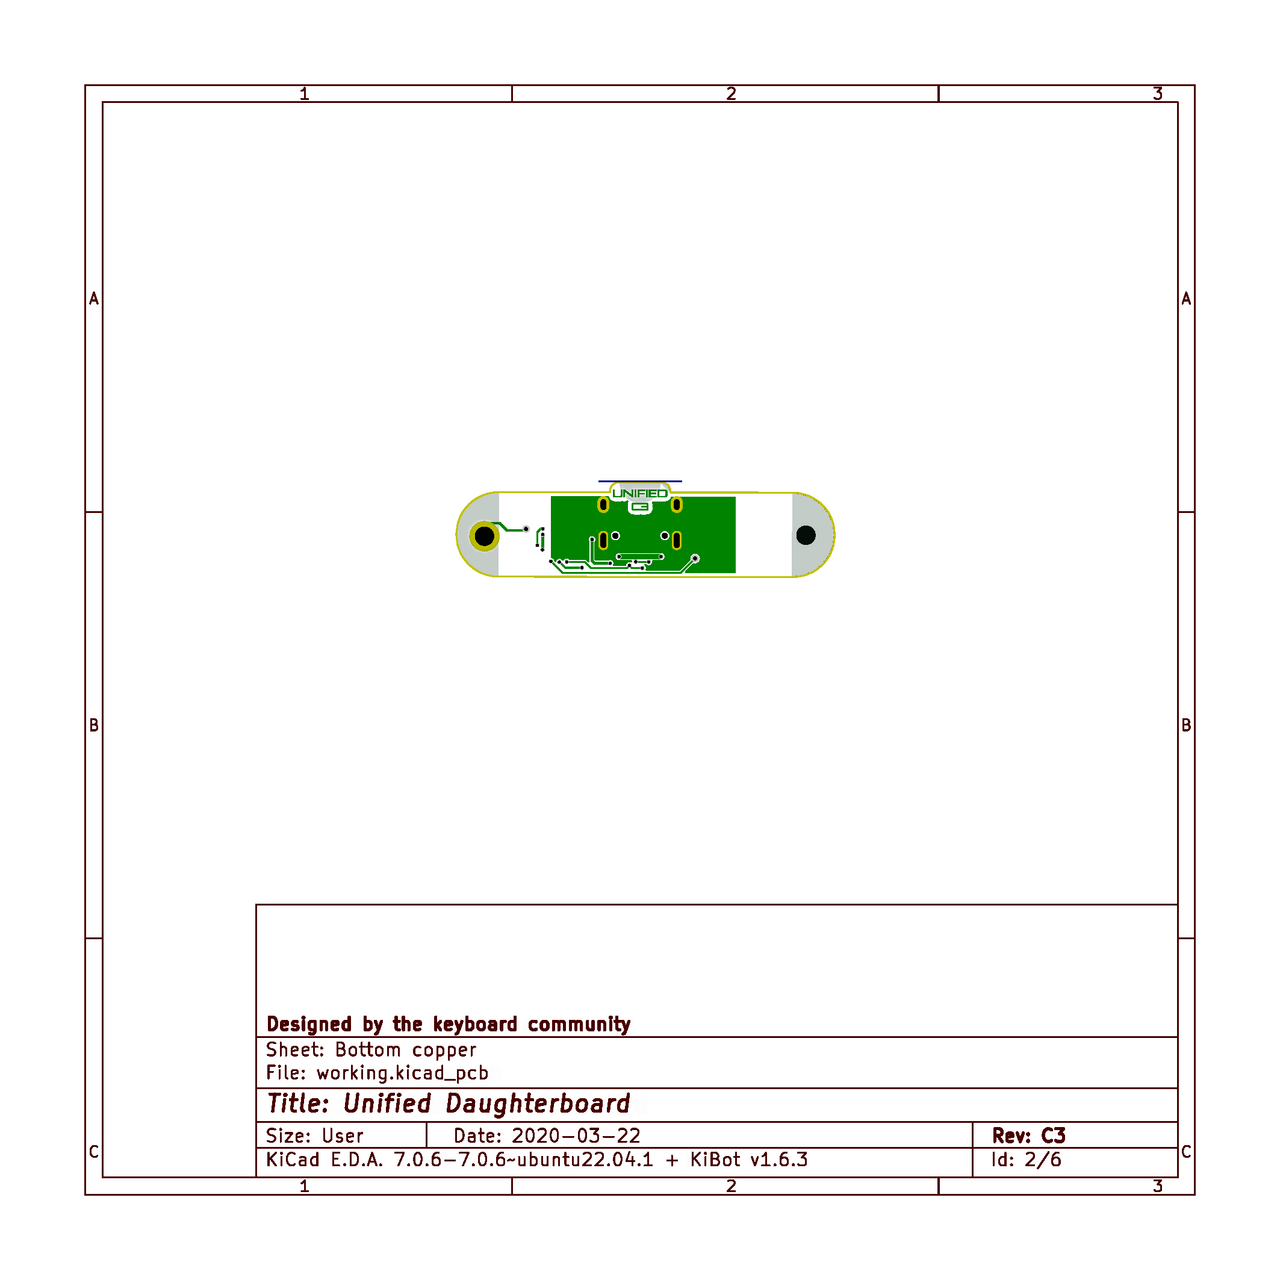 1 2 3
A A
UNIFIED
C3
B B
Designed by the keyboard community
Sheet: Bottom copper
File: working.kicad_pcb
Title: Unified Daughterboard
Size: User Date: 2020-03-22 Rev: C3
C C
KiCad E.D.A. 7.0.6-7.0.6~ubuntu22.04.1 + KiBot v1.6.3 Id: 2/6
1 2 3